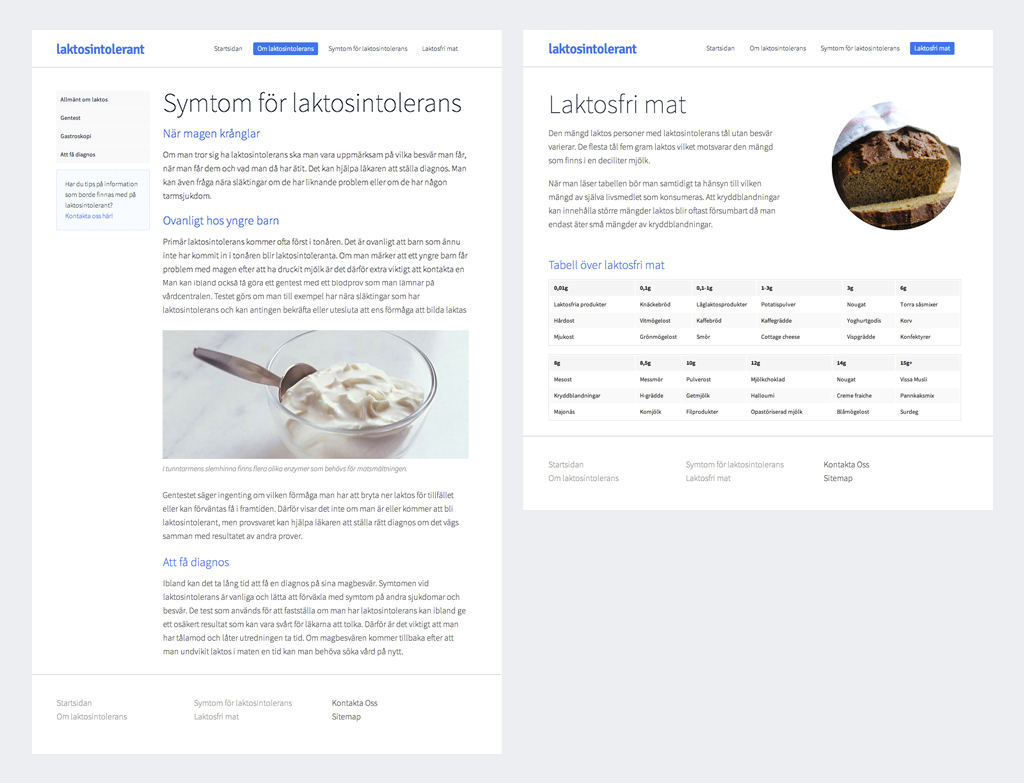 laktosintolerant
Startsidan Om laktosintolerans Symtom för laktosintolerans Laktosfri mat
Allmänt om laktos
Gentest
Gastroskopi
Att få diagnos
Har du tips på information
som borde finnas med på
laktosintolerant?
Kontakta oss här!
Symtom för laktosintolerans
När magen krånglar
Om man tror sig ha laktosintolerans ska man vara uppmärksam på vilka besvär man får,
när man får dem och vad man då har ätit. Det kan hjälpa läkaren att ställa diagnos. Man
kan även fråga nära släktingar om de har liknande problem eller om de har någon
tarmsjukdom.
Ovanligt hos yngre barn
Primär laktosintolerans kommer ofta först i tonåren. Det är ovanligt att barn som ännu
inte har kommit in i tonåren blir laktosintoleranta. Om man märker att ett yngre barn får
problem med magen efter att ha druckit mjölk är det därför extra viktigt att kontakta en
Man kan ibland också få göra ett gentest med ett blodprov som man lämnar på
vårdcentralen. Testet görs om man till exempel har nära släktingar som har
laktosintolerans och kan antingen bekräfta eller utesluta att ens förmåga att bilda laktas
I tunntarmens slemhinna finns flera olika enzymer som behövs för matsmältningen.
Gentestet säger ingenting om vilken förmåga man har att bryta ner laktos för tillfället
eller kan förväntas få i framtiden. Därför visar det inte om man är eller kommer att bli
laktosintolerant, men provsvaret kan hjälpa läkaren att ställa rätt diagnos om det vägs
samman med resultatet av andra prover.
Att få diagnos
Ibland kan det ta lång tid att få en diagnos på sina magbesvär. Symtomen vid
laktosintolerans är vanliga och lätta att förväxla med symtom på andra sjukdomar och
besvär. De test som används för att fastställa om man har laktosintolerans kan ibland ge
ett osäkert resultat som kan vara svårt för läkarna att tolka. Därför är det viktigt att man
har tålamod och låter utredningen ta tid. Om magbesvären kommer tillbaka efter att
man undvikit laktos i maten en tid kan man behöva söka vård på nytt.
Startsidan Symtom för laktosintolerans Kontakta Oss
Om laktosintolerans Laktosfri mat Sitemap
laktosintolerant
Startsidan Om laktosintolerans Symtom för laktosintolerans Laktosfri mat
Laktosfri mat
Den mängd laktos personer med laktosintolerans tål utan besvär
varierar. De flesta tål fem gram laktos vilket motsvarar den mängd
som finns i en deciliter mjölk.
När man läser tabellen bör man samtidigt ta hänsyn till vilken
mängd av själva livsmediet som konsumeras. Att kryddblandningar
kan innehålla större mängder laktos blir oftast försumbart då man
endast äter små mängder av kryddblandningar.
Tabell över laktosfri mat
0,01g 0,1g 0,1-1g 1-3g 3g 6g
Laktosfria produkter Knäckebröd Låglaktosprodukter Potatispulver Nougat Torra såsmixer
Hårdost Vitmögelost Kaffebröd Kaffegrädde Yoghurtgodis Korv
Mjukost Grönmögelost Smör Cottage cheese Vispgrädde Konfektyrer
8g 8,5g 10g 12g 14g 15g+
Mesost Messmör Pulverost Mjölkchoklad Nougat Vissa Musli
Kryddblandningar H-grädde Getmjölk Halloumi Creme fraiche Pannkaksmix
Majonäs Komjölk Filprodukter Opastöriserad mjölk Blåmögelost Surdeg
Startsidan Symtom för laktosintolerans Kontakta Oss
Om laktosintolerans Laktosfri mat Sitemap